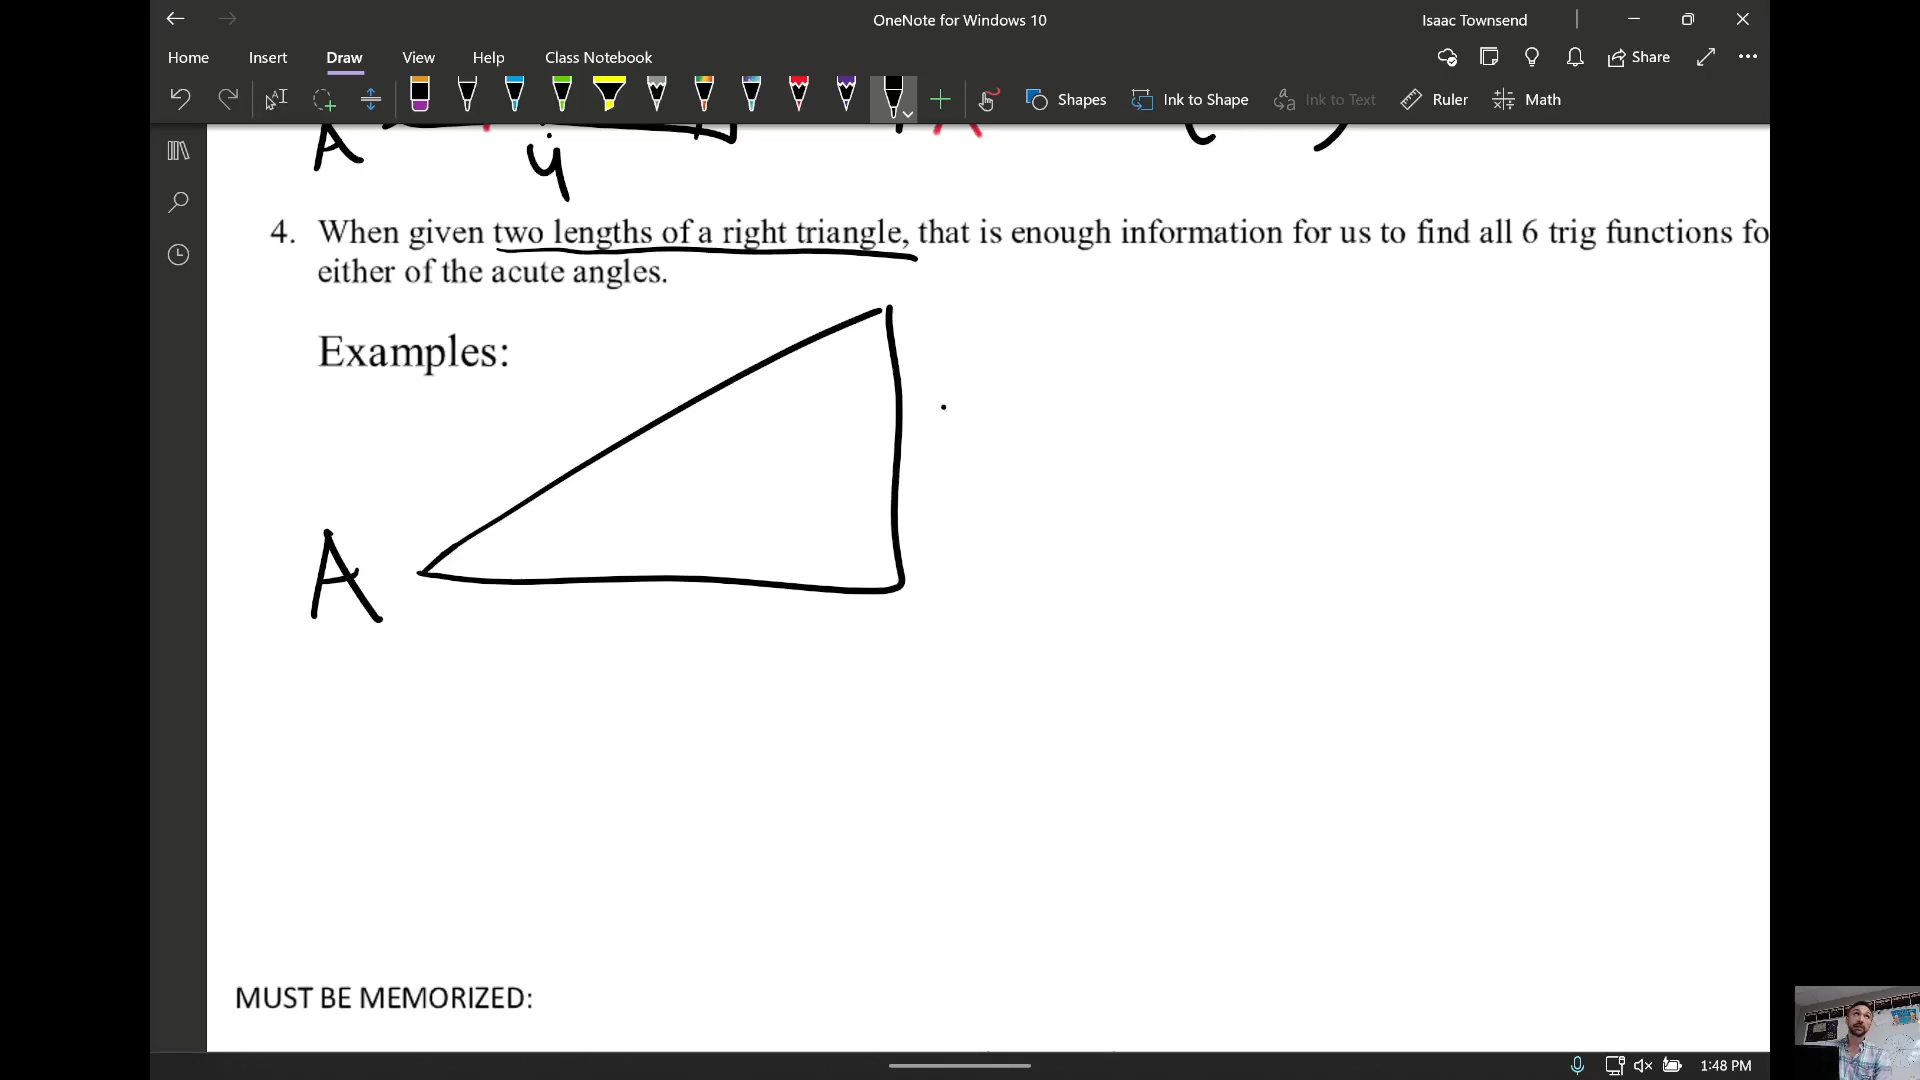 OneNote for Windows 10
Isaac Townsend
Home Insert Draw View Help Class Notebook
Share
Shapes Ink to Shape Ink to Text Ruler Math
A
4
4. When given two lengths of a right triangle, that is enough information for us to find all 6 trig functions fo
either of the acute angles.
Examples:
A
MUST BE MEMORIZED:
1:48 PM